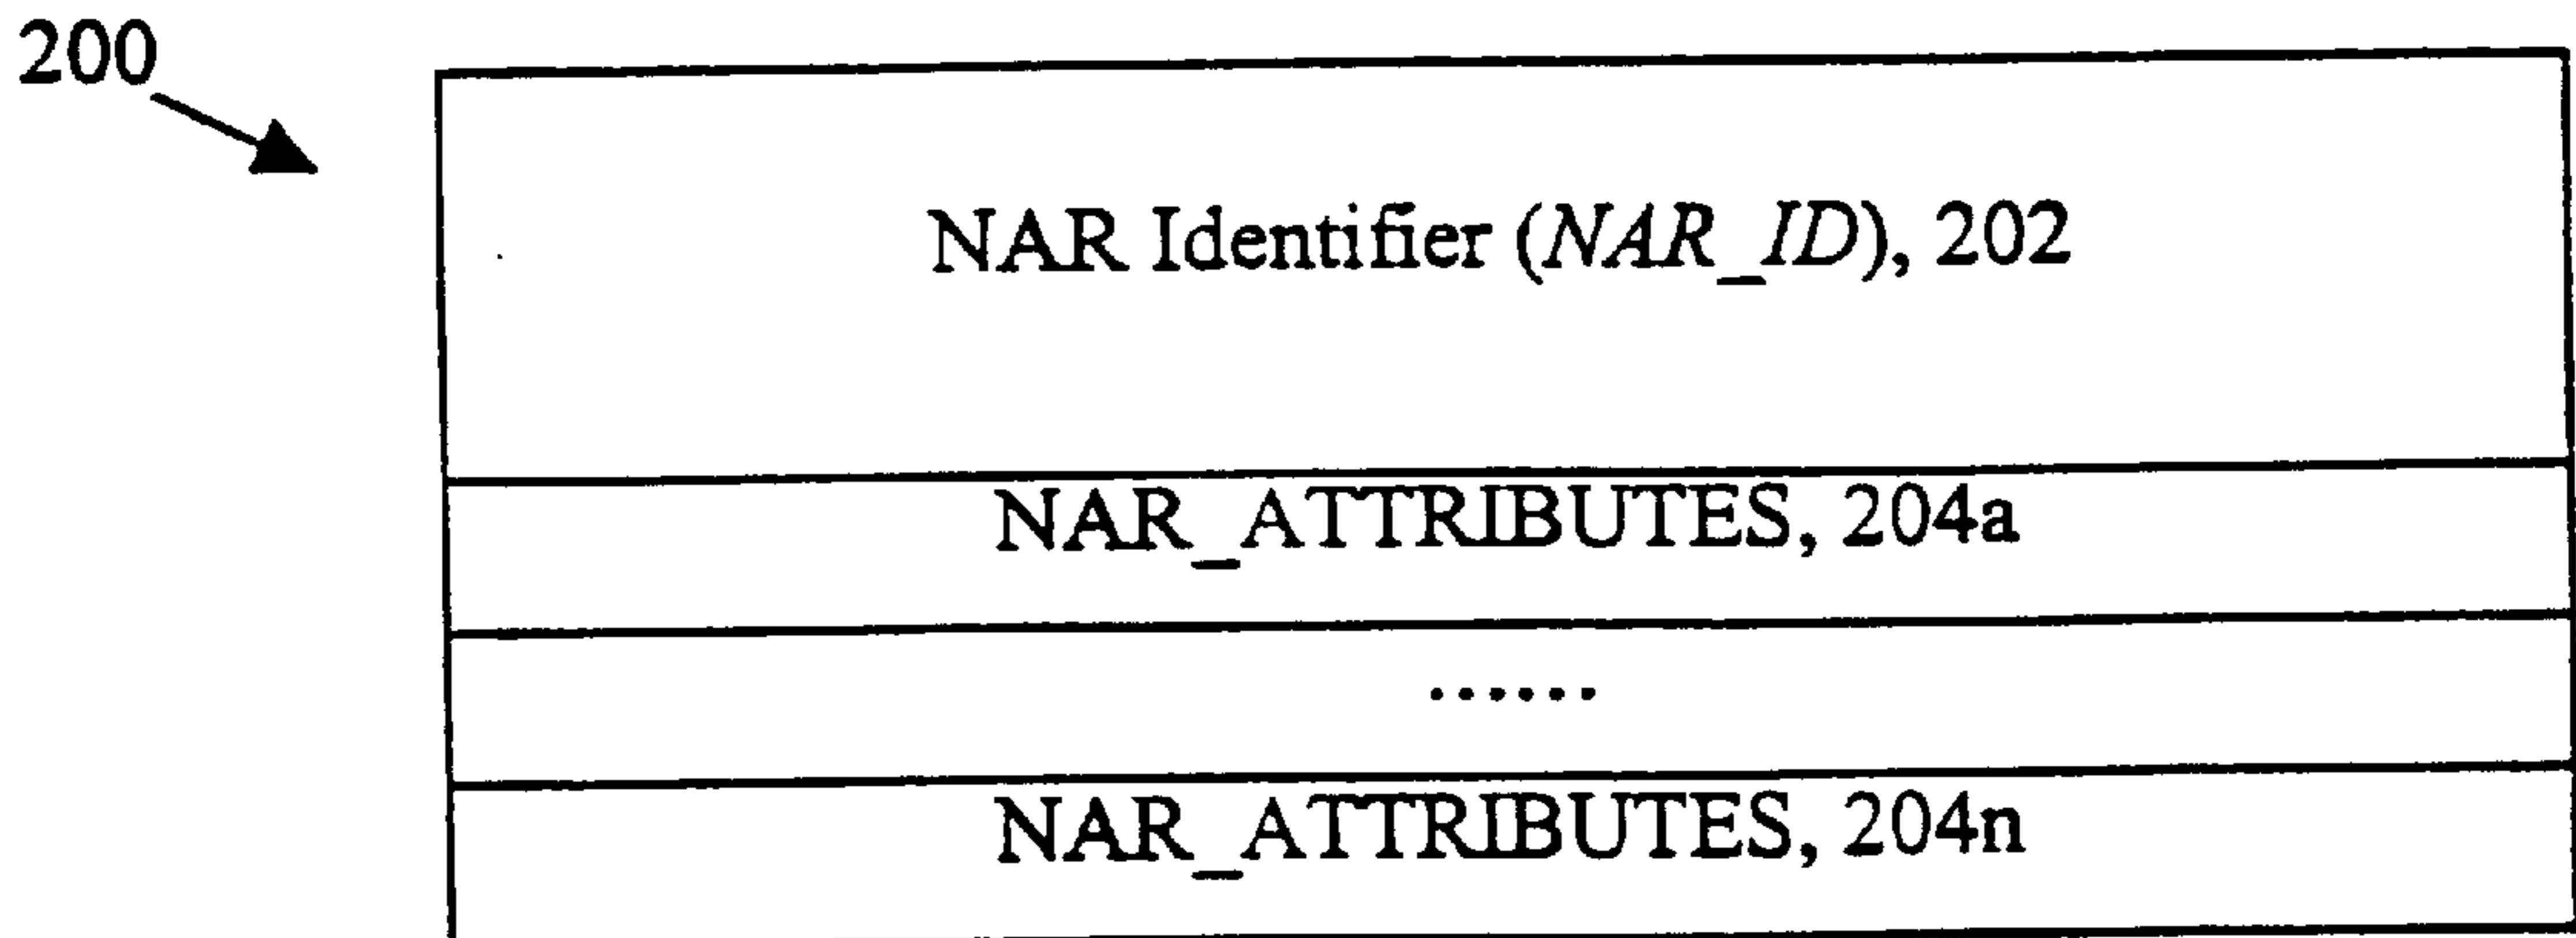 200
NAR Identifier (NAR_ID), 202
NAR_ATTRIBUTES, 204a
......
NAR_ATTRIBUTES, 204n